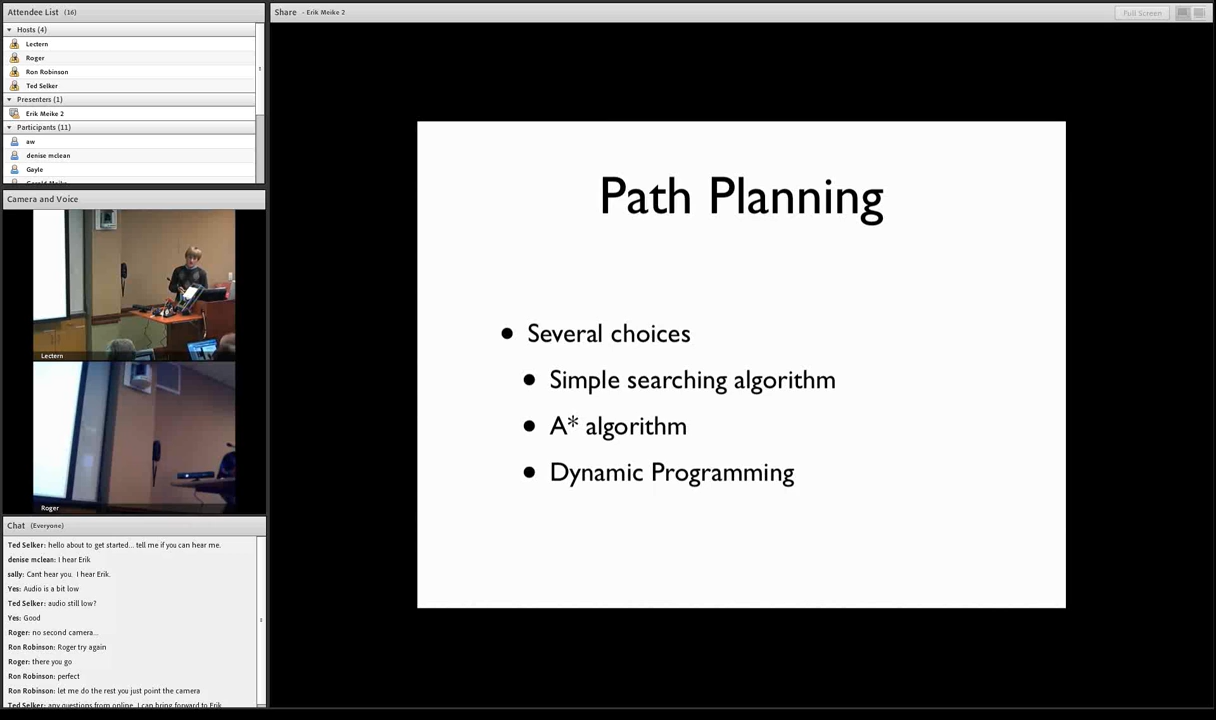 Attendee List (16)
Hosts (4)
Lectern
Roger
Ron Robinson
Ted Selker
Presenters (1)
Erik Meike 2
Participants (11)
aw
denise mclean
Gayle
Gerald Meike
Camera and Voice
Lectern
Roger
Chat (Everyone)
Ted Selker: hello about to get started... tell me if you can hear me.
denise mclean: I hear Erik
sally: Cant hear you. I hear Erik.
Yes: Audio is a bit low
Ted Selker: audio still low?
Yes: Good
Roger: no second camera...
Ron Robinson: Roger try again
Roger: there you go
Ron Robinson: perfect
Ron Robinson: let me do the rest you just point the camera
Ted Selker: any questions from online, I can bring forward to Erik
Share - Erik Meike 2
Full Screen
Path Planning
• Several choices
• Simple searching algorithm
• A* algorithm
• Dynamic Programming